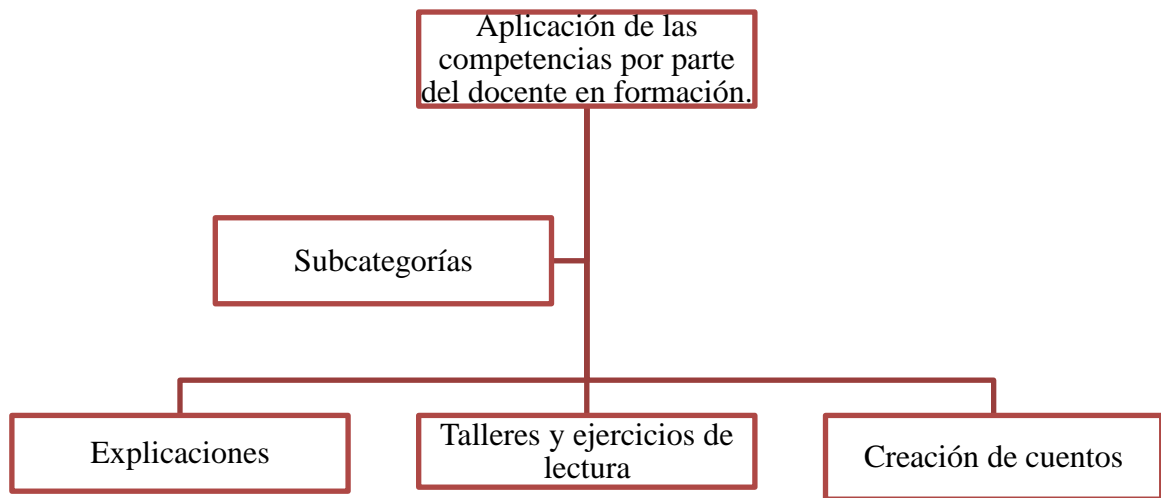 Aplicación de las
competencias por parte
del docente en formación.
Subcategorías
Explicaciones
Talleres y ejercicios de
lectura
Creación de cuentos